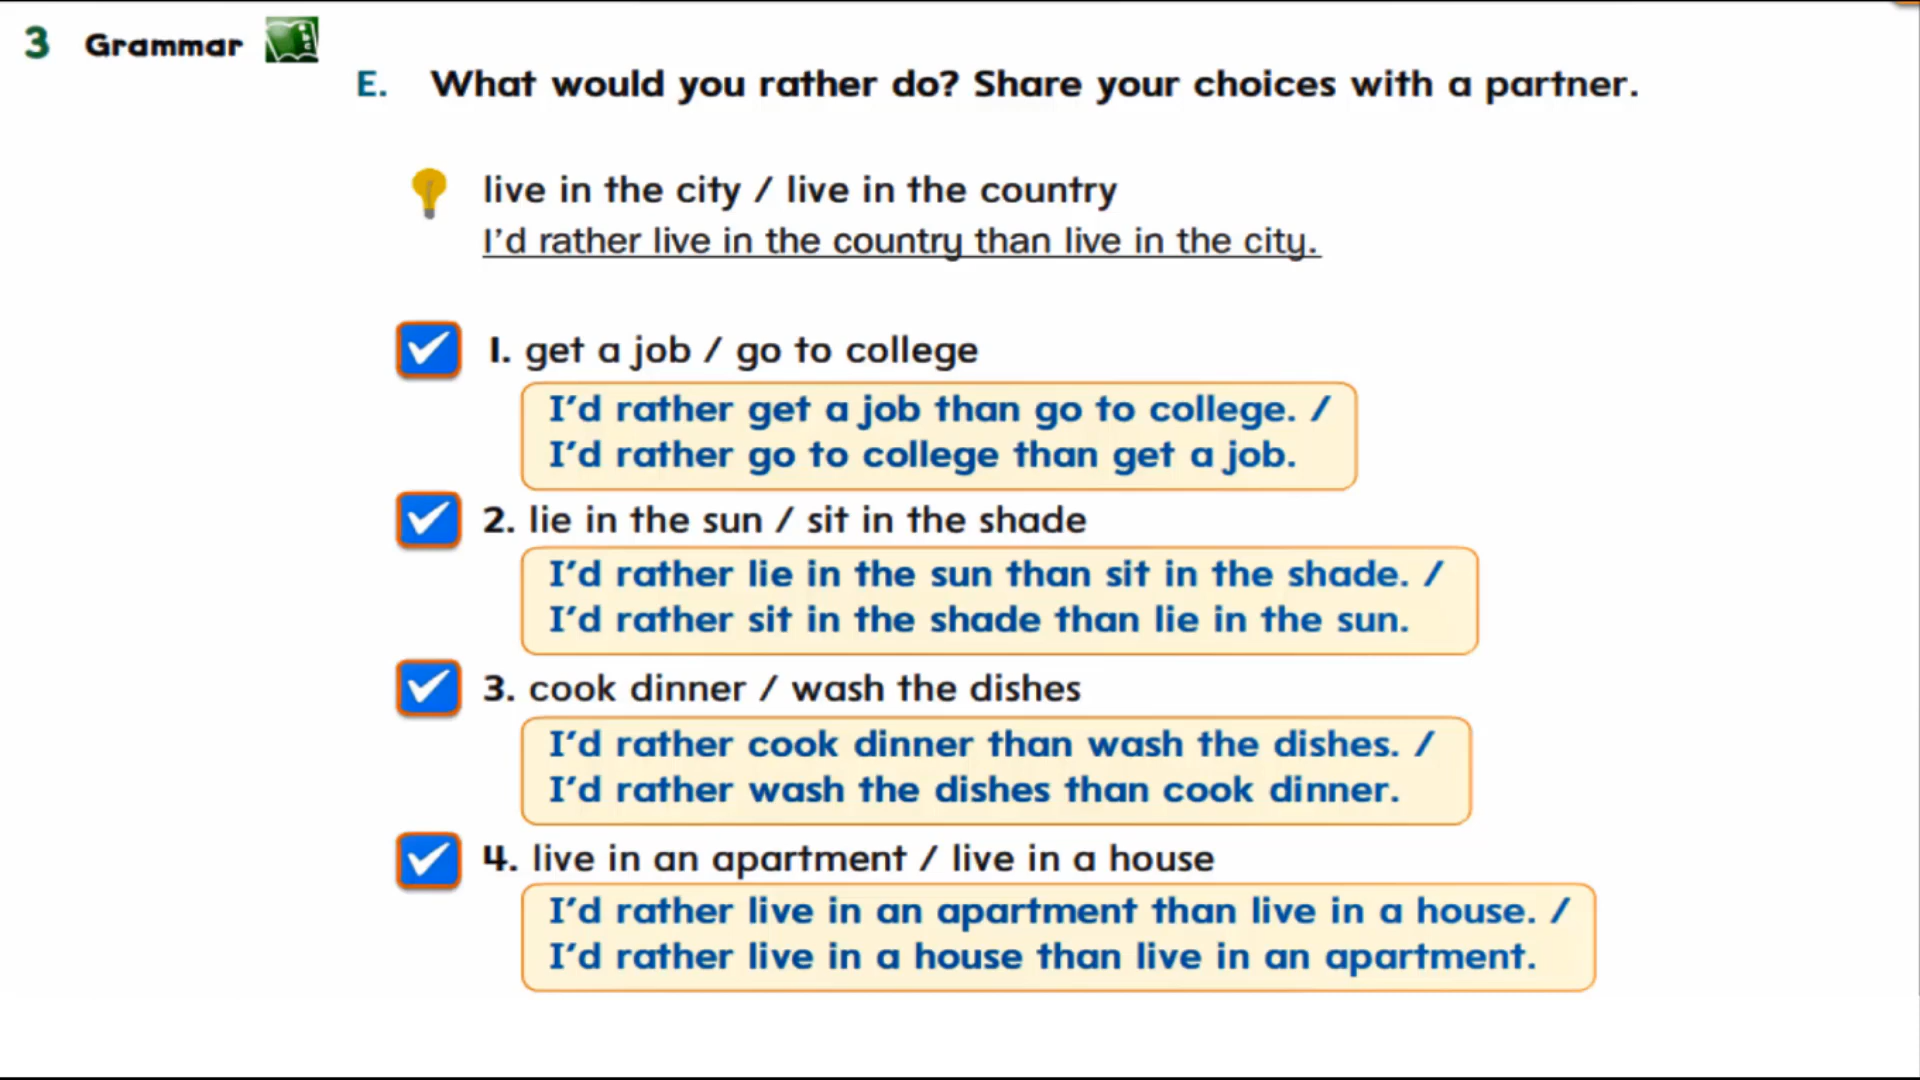 3 Grammar
E. What would you rather do? Share your choices with a partner.
live in the city / live in the country
I'd rather live in the country than live in the city.
1. get a job / go to college
I'd rather get a job than go to college. /
I'd rather go to college than get a job.
2. lie in the sun / sit in the shade
I'd rather lie in the sun than sit in the shade. /
I'd rather sit in the shade than lie in the sun.
3. cook dinner / wash the dishes
I'd rather cook dinner than wash the dishes. /
I'd rather wash the dishes than cook dinner.
4. live in an apartment / live in a house
I'd rather live in an apartment than live in a house. /
I'd rather live in a house than live in an apartment.